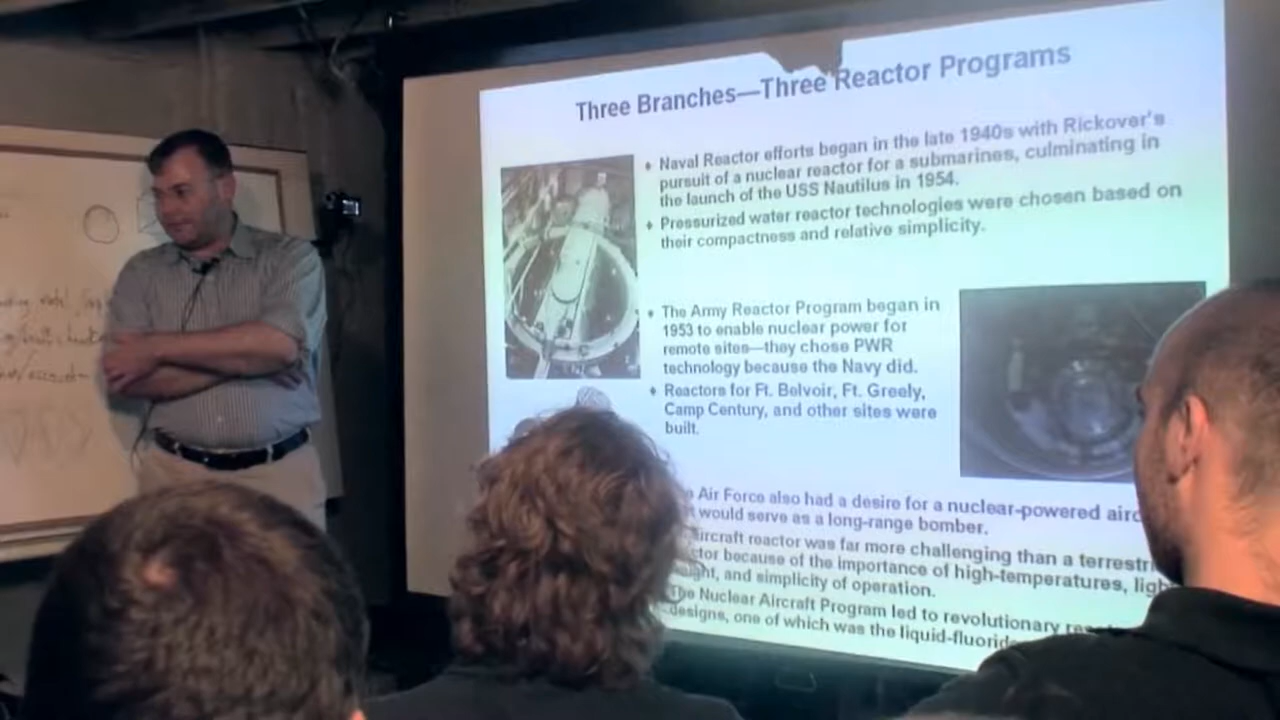 Three Branches—Three Reactor Programs
Naval Reactor efforts began in the late 1940s with Rickover's
pursuit of a nuclear reactor for a submarines, culminating in
the launch of the USS Nautilus in 1954.
Pressurized water reactor technologies were chosen based on
their compactness and relative simplicity.
The Army Reactor Program began in
1953 to enable nuclear power for
remote sites—they chose PWR
technology because the Navy did.
Reactors for Ft. Belvoir, Ft. Greely,
Camp Century, and other sites were
built.
Air Force also had a desire for a nuclear-powered airc
would serve as a long-range bomber.
aircraft reactor was far more challenging than a terrestri
ctor because of the importance of high-temperatures, ligh
ght, and simplicity of operation.
The Nuclear Aircraft Program led to revolutionary
designs, one of which was the liquid-fluorid